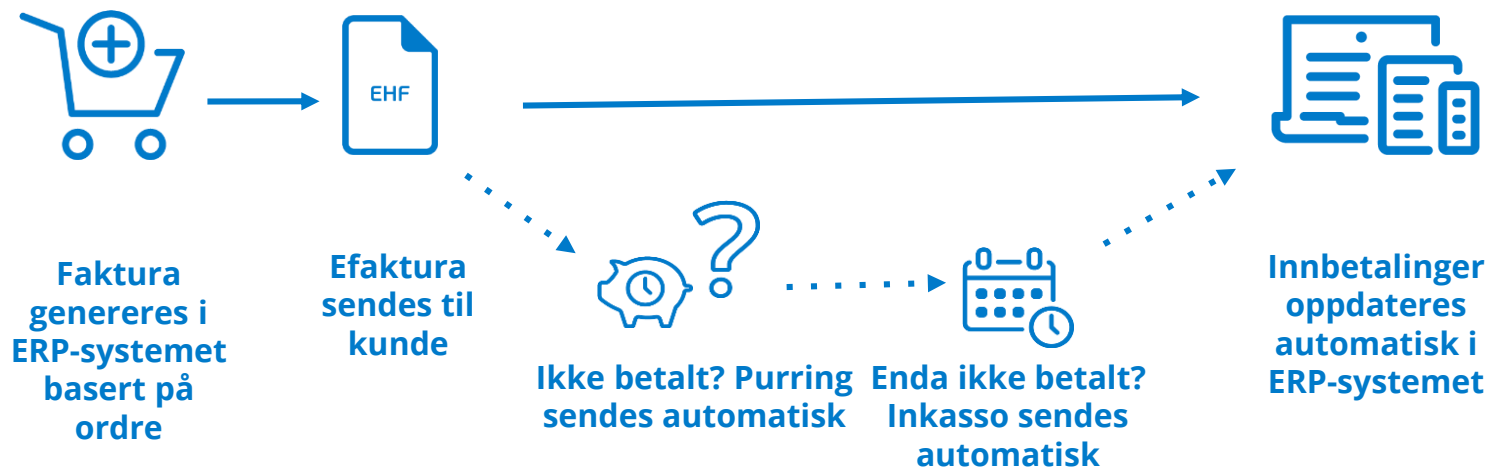 EHF
Faktura
genereres i
ERP-systemet
basert på
ordre
Efaktura
sendes til
kunde
Ikke betalt? Purring
sendes automatisk
Enda ikke betalt?
Inkasso sendes
automatisk
Innbetalinger
oppdateres
automatisk i
ERP-systemet